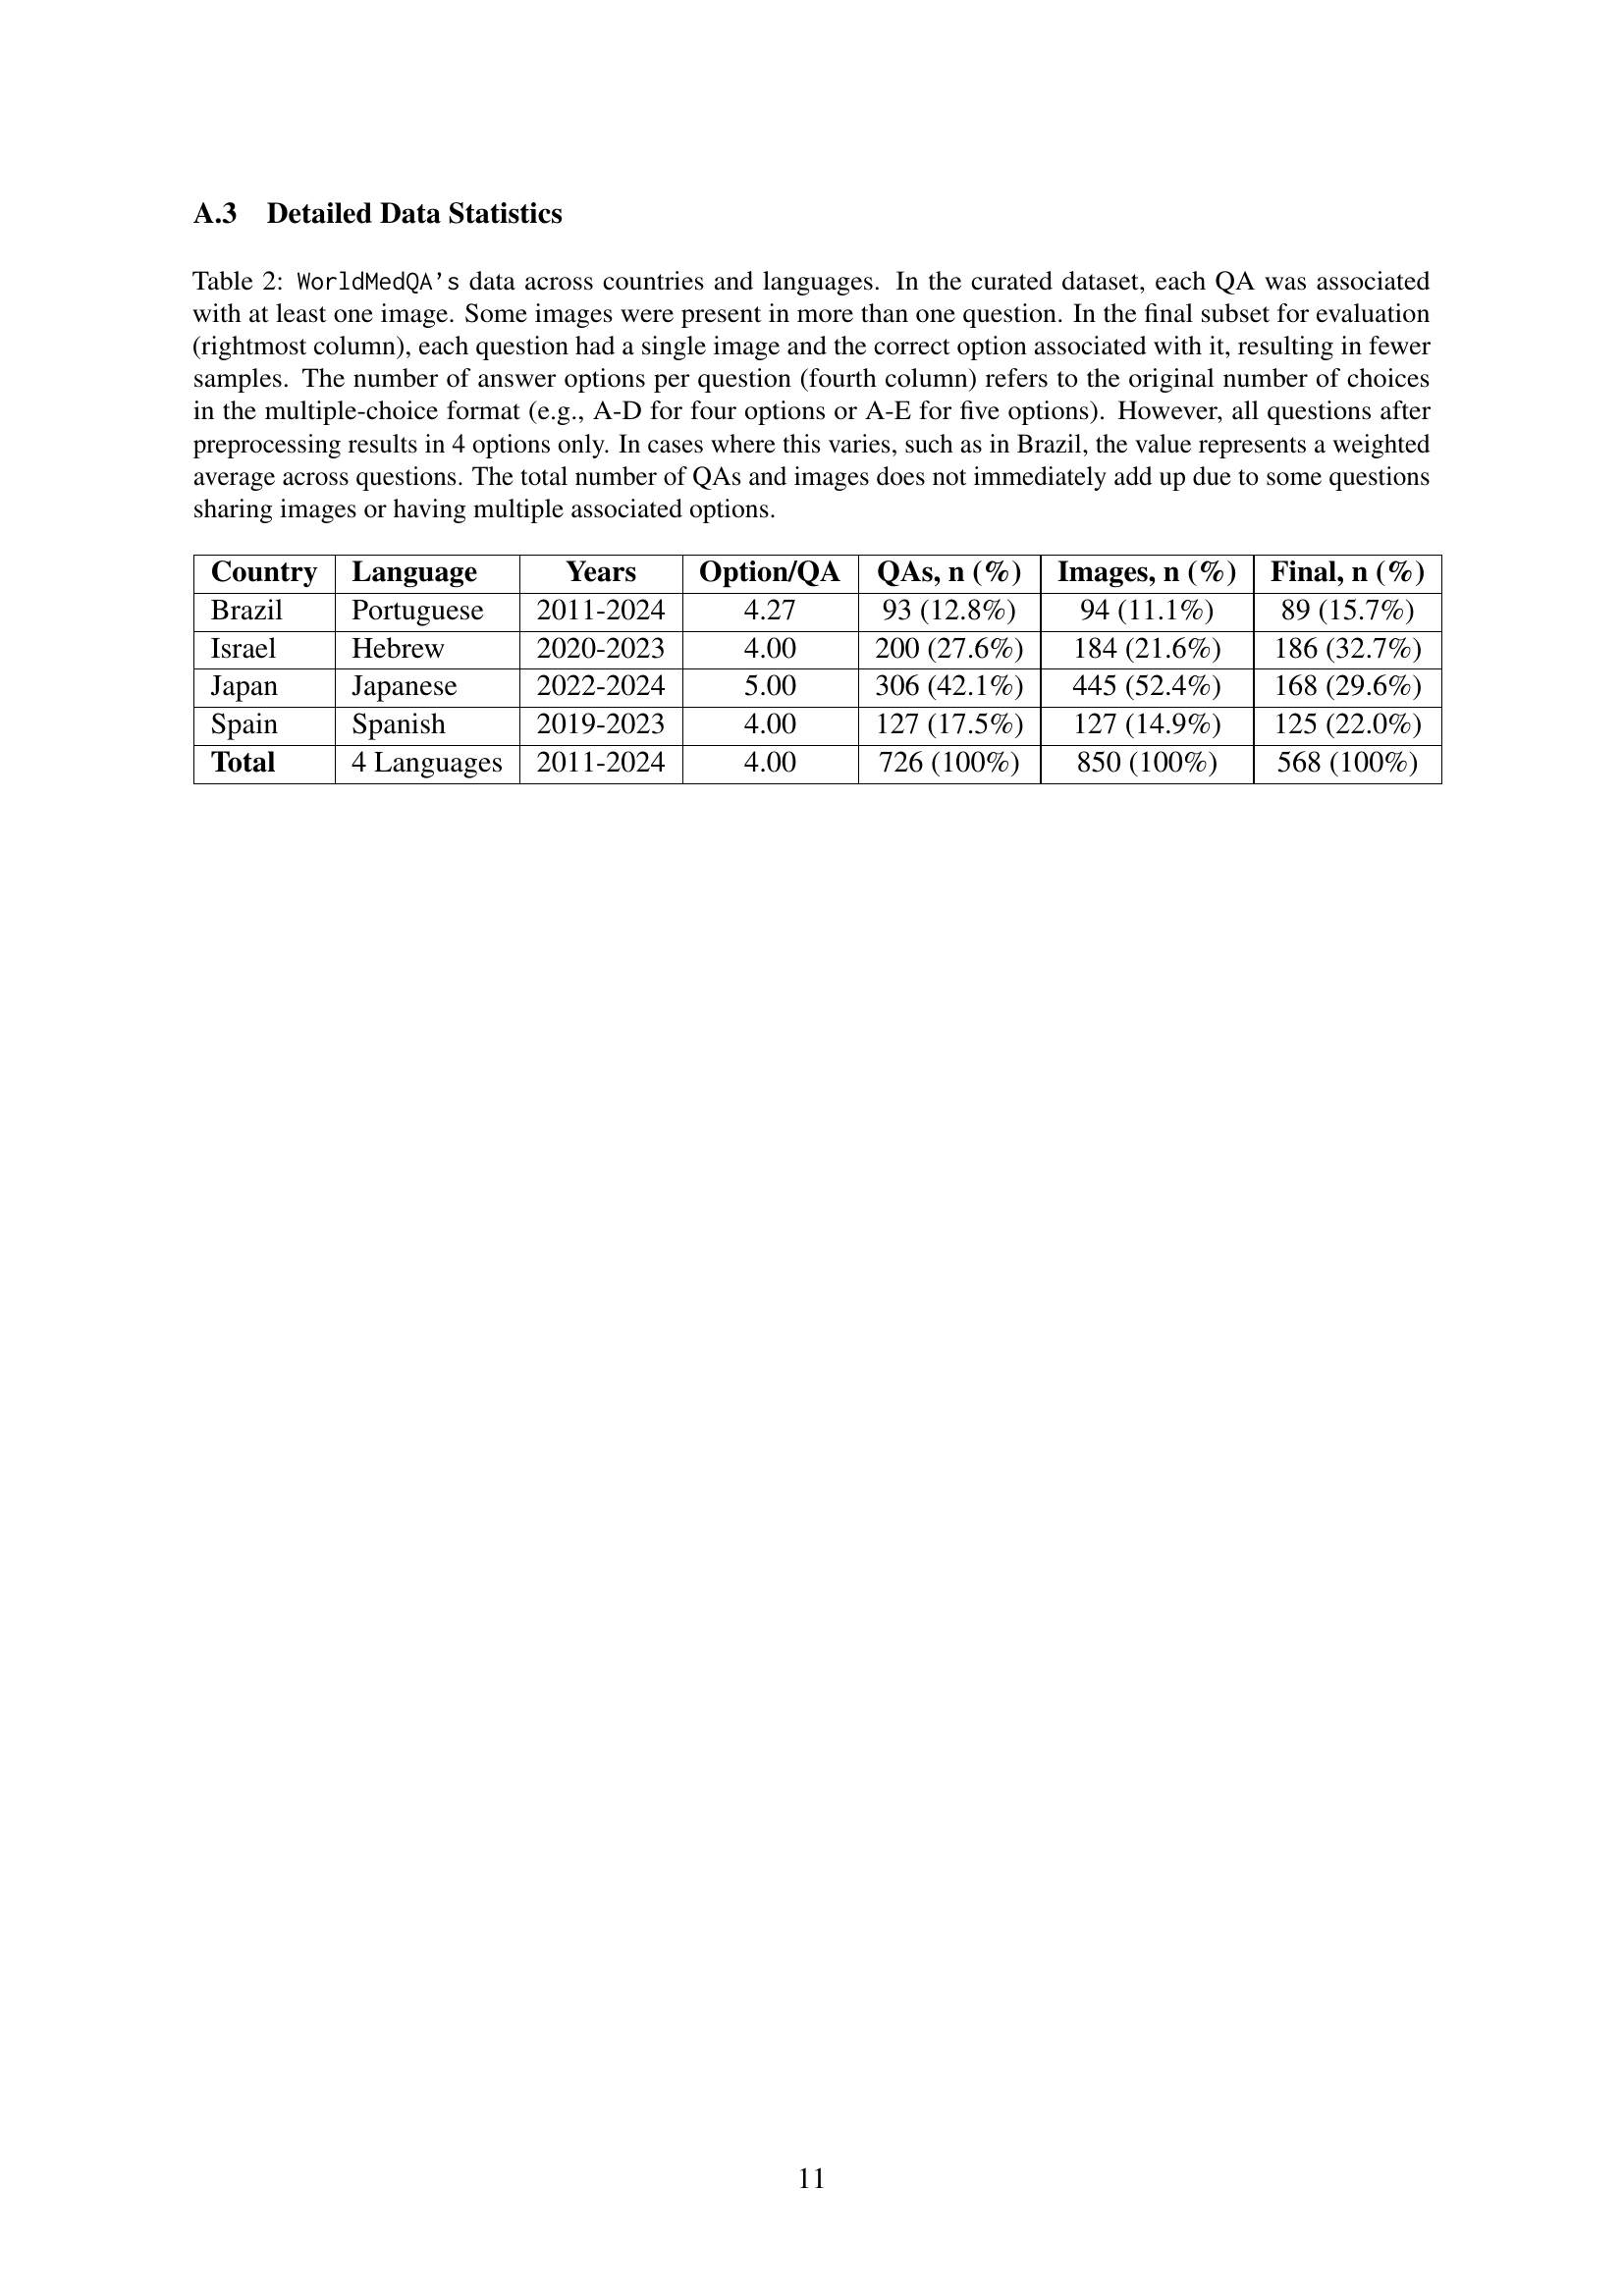 A.3 Detailed Data Statistics
Table 2: WorldMedQA's data across countries and languages. In the curated dataset, each QA was associated
with at least one image. Some images were present in more than one question. In the final subset for evaluation
(rightmost column), each question had a single image and the correct option associated with it, resulting in fewer
samples. The number of answer options per question (fourth column) refers to the original number of choices
in the multiple-choice format (e.g., A-D for four options or A-E for five options). However, all questions after
preprocessing results in 4 options only. In cases where this varies, such as in Brazil, the value represents a weighted
average across questions. The total number of QAs and images does not immediately add up due to some questions
sharing images or having multiple associated options.
Country Language Years Option/QA QAs, n (%) Images, n (%) Final, n (%)
Brazil Portuguese 2011-2024 4.27 93 (12.8%) 94 (11.1%) 89 (15.7%)
Israel Hebrew 2020-2023 4.00 200 (27.6%) 184 (21.6%) 186 (32.7%)
Japan Japanese 2022-2024 5.00 306 (42.1%) 445 (52.4%) 168 (29.6%)
Spain Spanish 2019-2023 4.00 127 (17.5%) 127 (14.9%) 125 (22.0%)
Total 4 Languages 2011-2024 4.00 726 (100%) 850 (100%) 568 (100%)
11